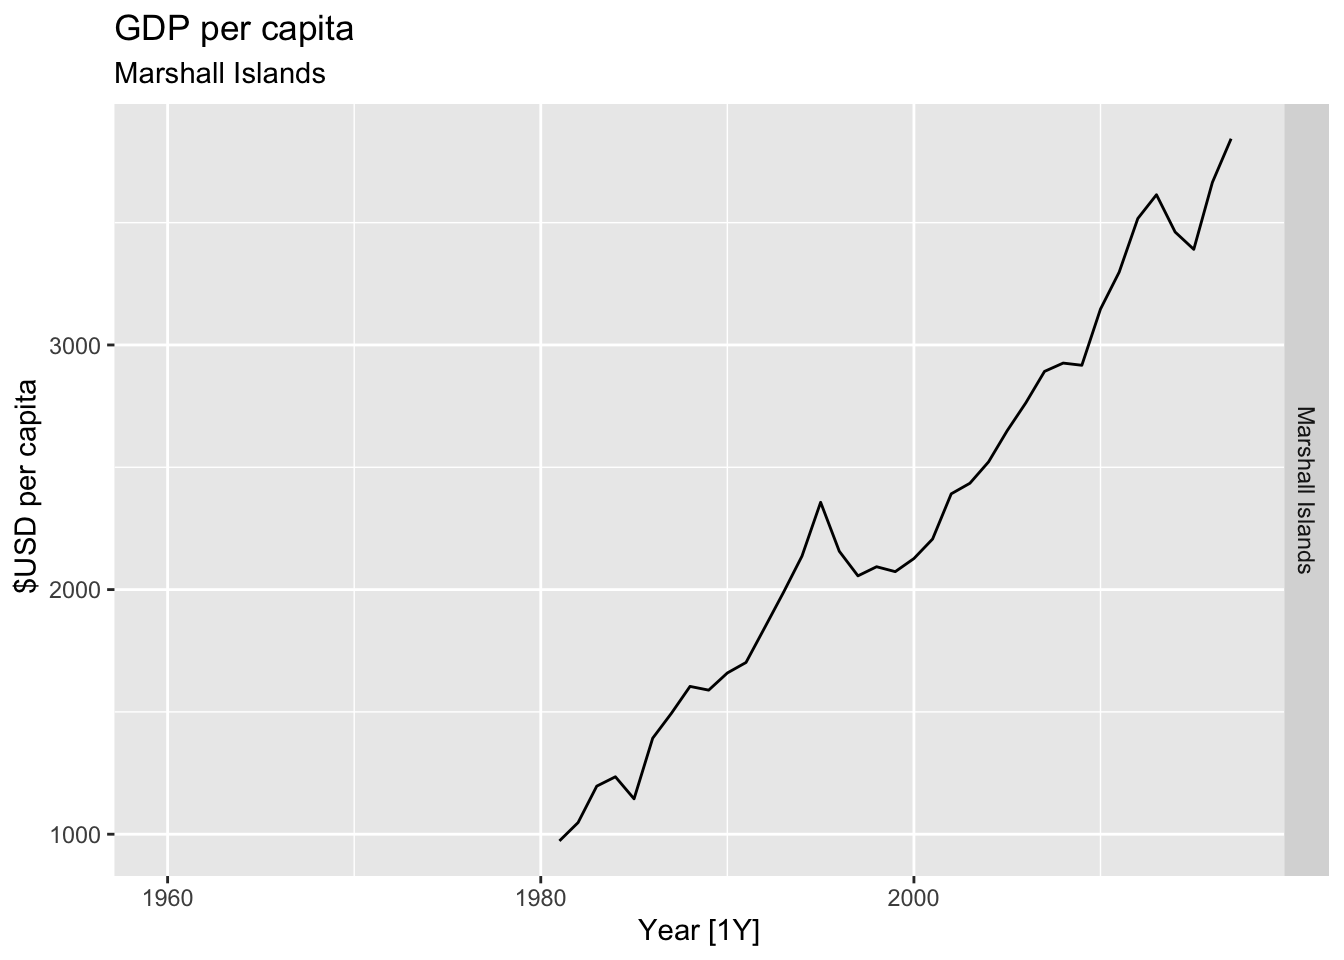 GDP per capita
Marshall Islands
$USD per capita
3000
2000
1000
Marshall Islands
1960
1980
2000
Year [1Y]